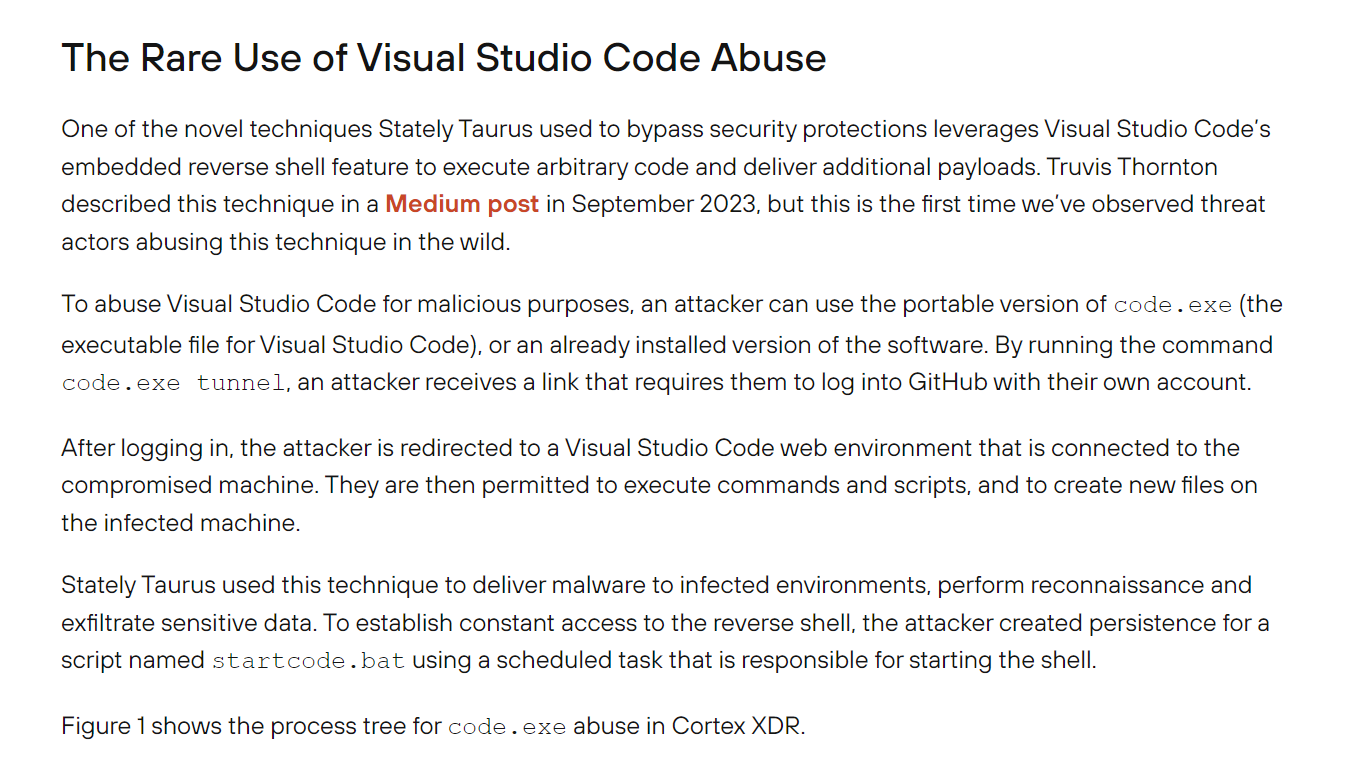 The Rare Use of Visual Studio Code Abuse
One of the novel techniques Stately Taurus used to bypass security protections leverages Visual Studio Code’s
embedded reverse shell feature to execute arbitrary code and deliver additional payloads. Truvis Thornton
described this technique in a Medium post in September 2023, but this is the first time we’ve observed threat
actors abusing this technique in the wild.
To abuse Visual Studio Code for malicious purposes, an attacker can use the portable version of code.exe (the
executable file for Visual Studio Code), or an already installed version of the software. By running the command
code.exe tunnel, an attacker receives a link that requires them to log into GitHub with their own account.
After logging in, the attacker is redirected to a Visual Studio Code web environment that is connected to the
compromised machine. They are then permitted to execute commands and scripts, and to create new files on
the infected machine.
Stately Taurus used this technique to deliver malware to infected environments, perform reconnaissance and
exfiltrate sensitive data. To establish constant access to the reverse shell, the attacker created persistence for a
script named startcode.bat using a scheduled task that is responsible for starting the shell.
Figure 1 shows the process tree for code.exe abuse in Cortex XDR.